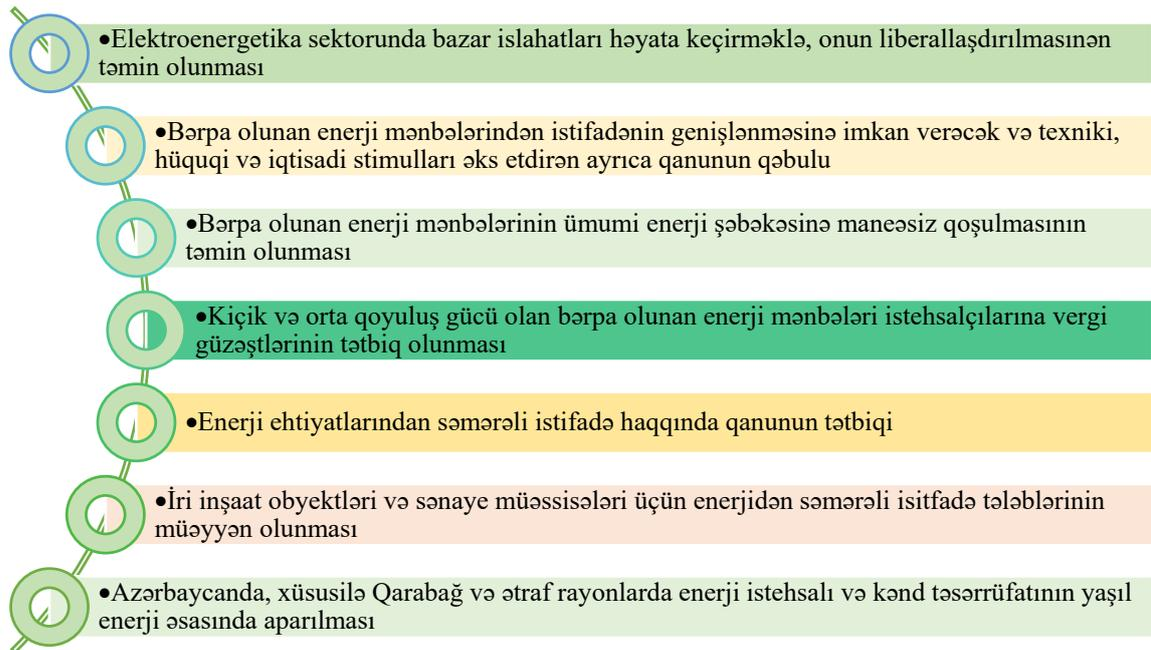 •Elektroenergetika sektorunda bazar islahatları həyata keçirməklə, onun liberallaşdırılmasınən
təmin olunması
•Bərpa olunan enerji mənbələrindən istifadənin genişlənməsinə imkan verəcək və texniki,
hüquqi və iqtisadi stimulları əks etdirən ayrıca qanunun qəbulu
•Bərpa olunan enerji mənbələrinin ümumi enerji şəbəkəsinə maneəsiz qoşulmasının
təmin olunması
•Kiçik və orta qoyuluş gücü olan bərpa olunan enerji mənbələri istehsalçılarına vergi
güzəştlərinin tətbiq olunması
•Enerji ehtiyatlarından səmərəli istifadə haqqında qanunun tətbiqi
•İri inşaat obyektləri və sənaye müəssisələri üçün enerjidən səmərəli isitfadə tələblərinin
müəyyən olunması
•Azərbaycanda, xüsusilə Qarabağ və ətraf rayonlarda enerji istehsalı və kənd təsərrüfatının yaşıl
enerji əsasında aparılması